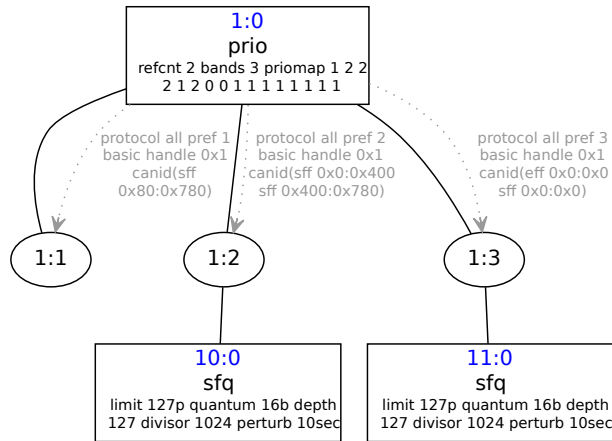 1:0
prio
refcnt 2 bands 3 priomap 1 2 2
2 1 2 0 0 1 1 1 1 1 1 1 1 1
protocol all pref 1
basic handle 0x1
canid(sff
0x80:0x780)
protocol all pref 2
basic handle 0x1
canid(sff 0x0:0x400
sff 0x400:0x780)
protocol all pref 3
basic handle 0x1
canid(eff 0x0:0x0
sff 0x0:0x0)
1:1
1:2
1:3
10:0
sfq
limit 127p quantum 16b depth
127 divisor 1024 perturb 10sec
11:0
sfq
limit 127p quantum 16b depth
127 divisor 1024 perturb 10sec